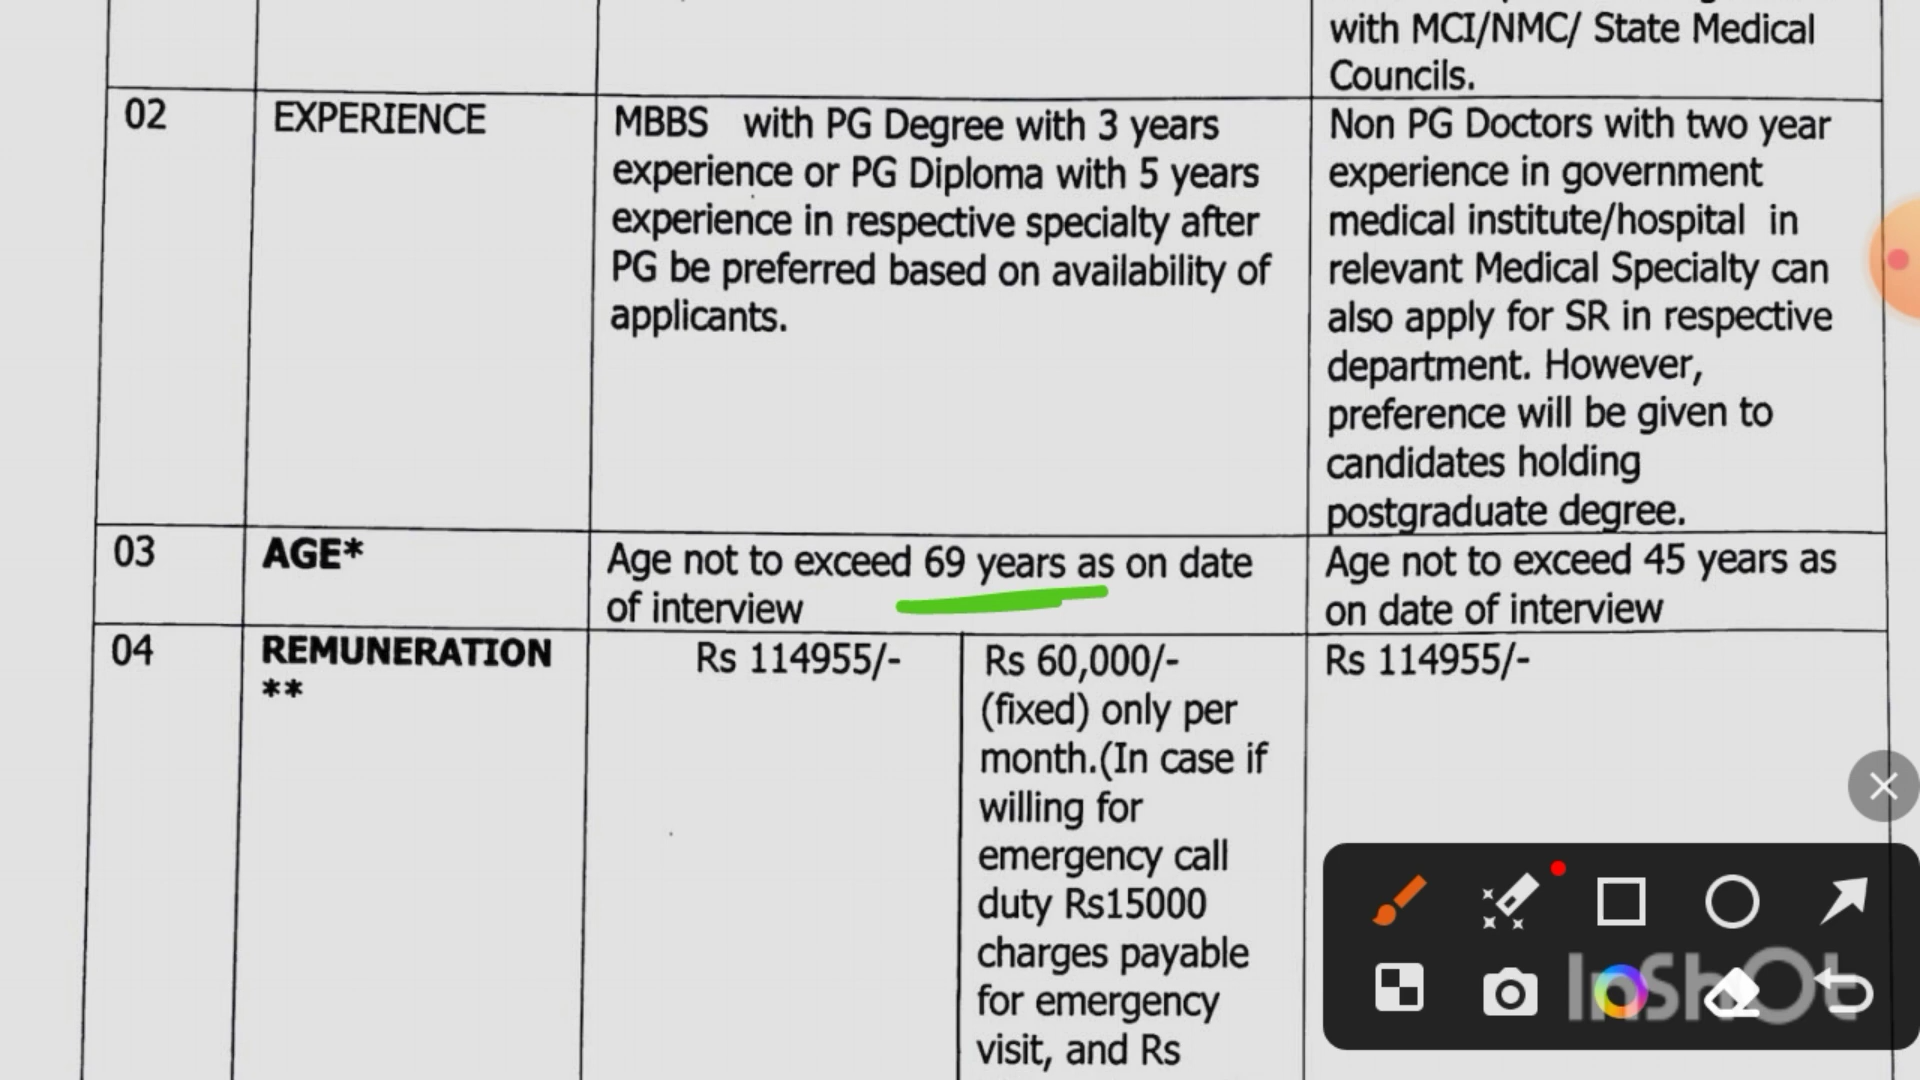 with MCI/NMC/ State Medical
Councils.
02
EXPERIENCE
MBBS with PG Degree with 3 years
experience or PG Diploma with 5 years
experience in respective specialty after
PG be preferred based on availability of
applicants.
Non PG Doctors with two year
experience in government
medical institute/hospital in
relevant Medical Specialty can
also apply for SR in respective
department. However,
preference will be given to
candidates holding
postgraduate degree.
03
AGE*
Age not to exceed 69 years as on date
of interview
Age not to exceed 45 years as
on date of interview
04
REMUNERATION
**
Rs 114955/-
Rs 60,000/-
(fixed) only per
month.(In case if
willing for
emergency call
duty Rs15000
charges payable
for emergency
visit, and Rs
Rs 114955/-
InShOt